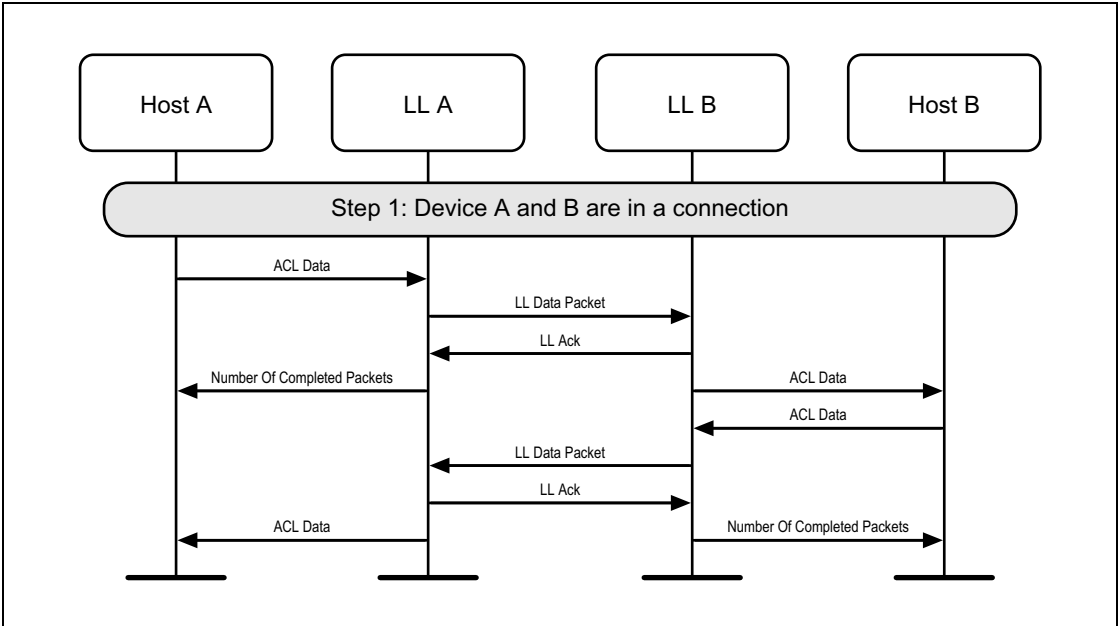 Host A
LL A
LL B
Host B
Step 1: Device A and B are in a connection
ACL Data
LL Data Packet
LL Ack
Number Of Completed Packets
ACL Data
ACL Data
LL Data Packet
LL Ack
ACL Data
Number Of Completed Packets